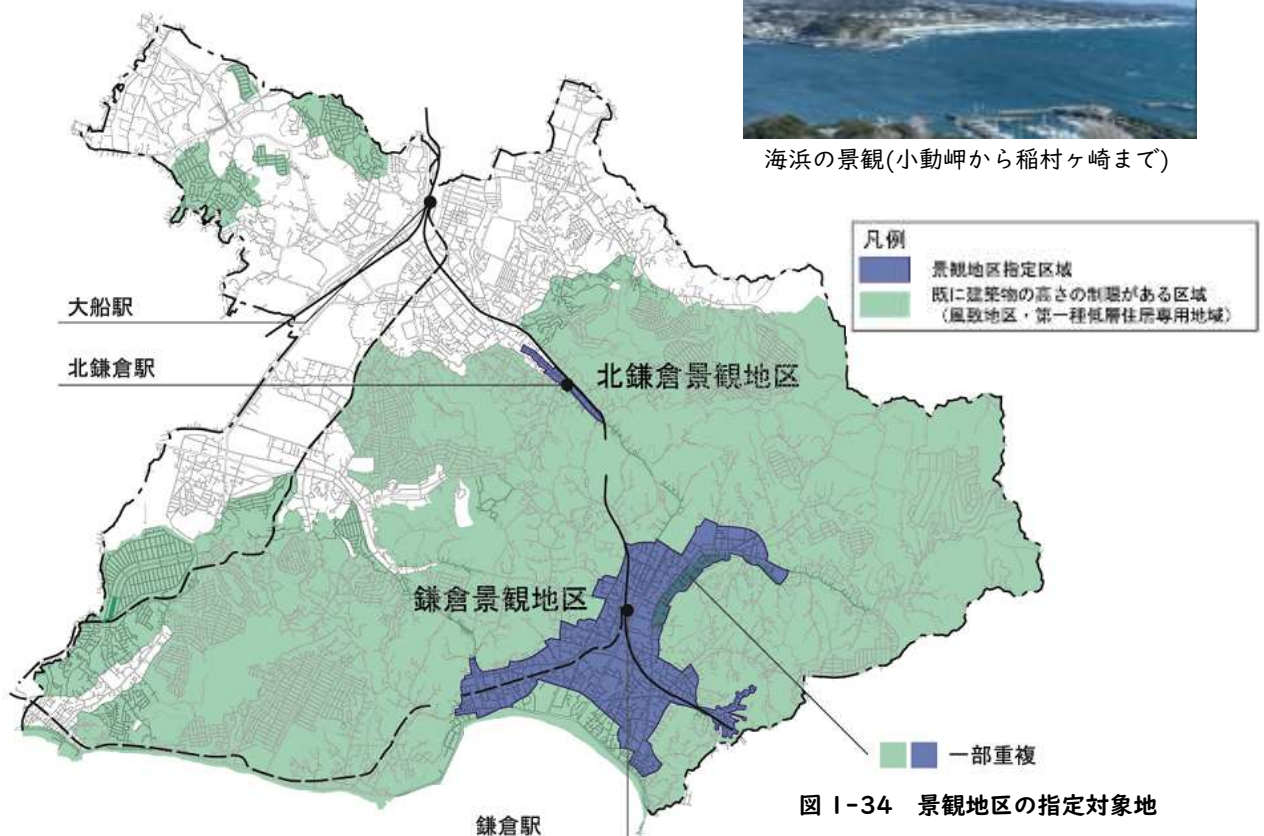 海浜の景観(小動岬から稲村ヶ崎まで)
凡例
景観地区指定区域
既に建築物の高さの制限がある区域
(風致地区・第一種低層住居専用地域)
大船駅
北鎌倉駅
北鎌倉景観地区
鎌倉景観地区
一部重複
図 1-34 景観地区の指定対象地
鎌倉駅